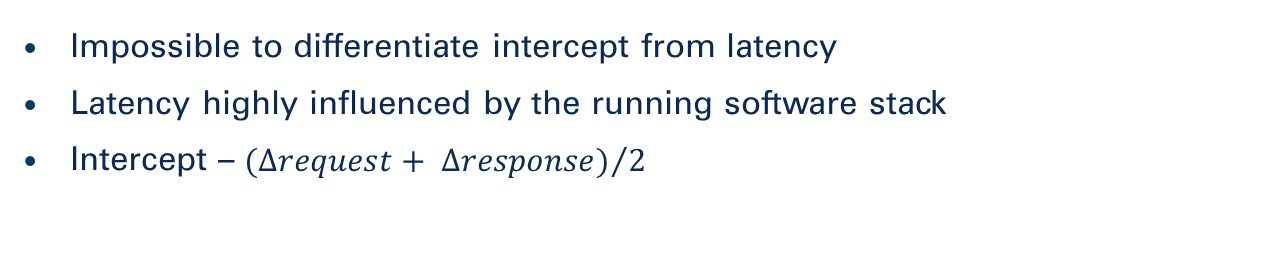 • Impossible to differentiate intercept from latency
• Latency highly influenced by the running software stack
• Intercept – (Δrequest + Δresponse)/2